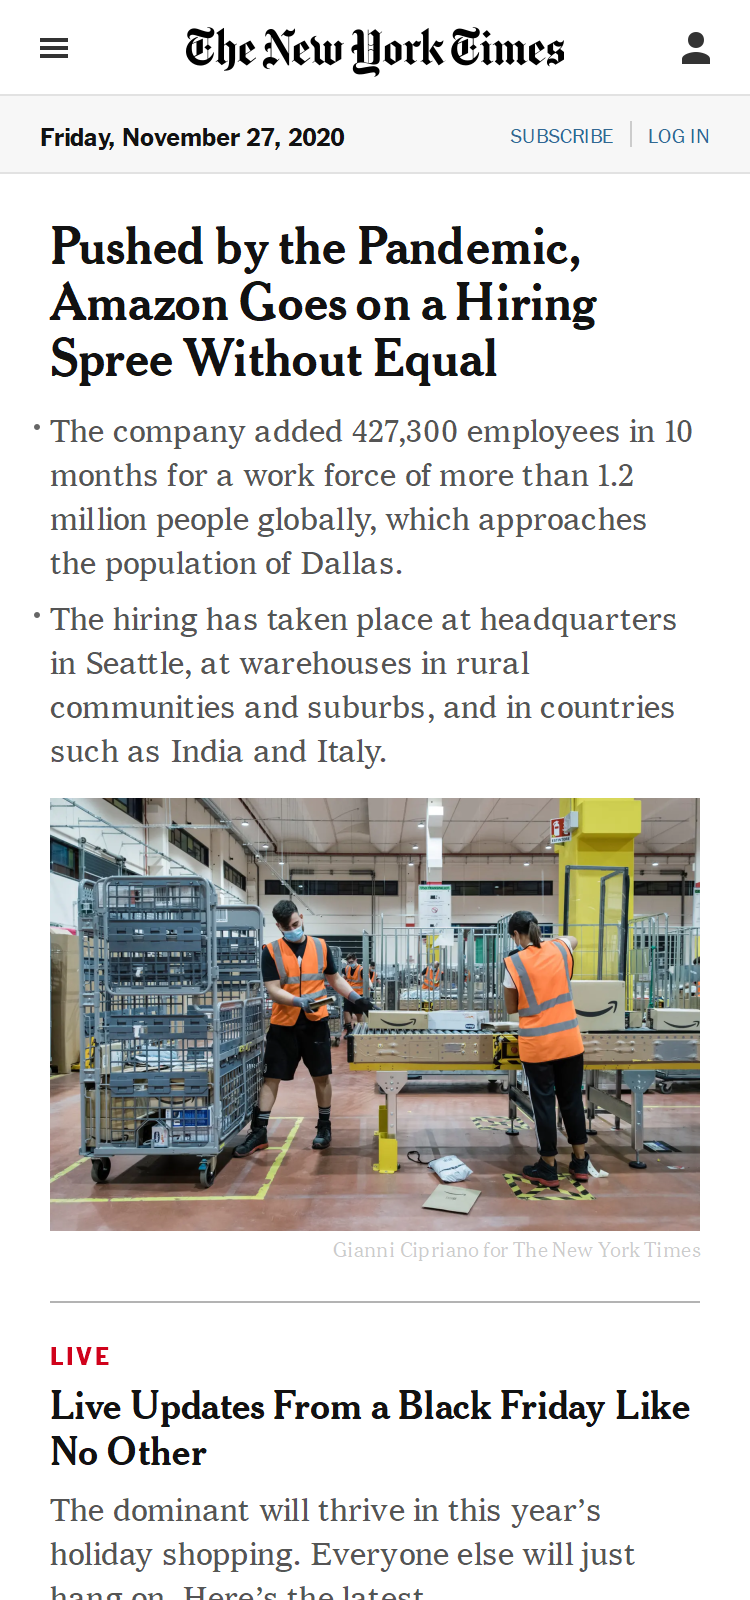 The New York Times
Friday, November 27, 2020
SUBSCRIBE
LOG IN
Pushed by the Pandemic,
Amazon Goes on a Hiring
Spree Without Equal
• The company added 427,300 employees in 10
months for a work force of more than 1.2
million people globally, which approaches
the population of Dallas.
• The hiring has taken place at headquarters
in Seattle, at warehouses in rural
communities and suburbs, and in countries
such as India and Italy.
Gianni Cipriano for The New York Times
LIVE
Live Updates From a Black Friday Like
No Other
The dominant will thrive in this year’s
holiday shopping. Everyone else will just
hang on. Here’s the latest.